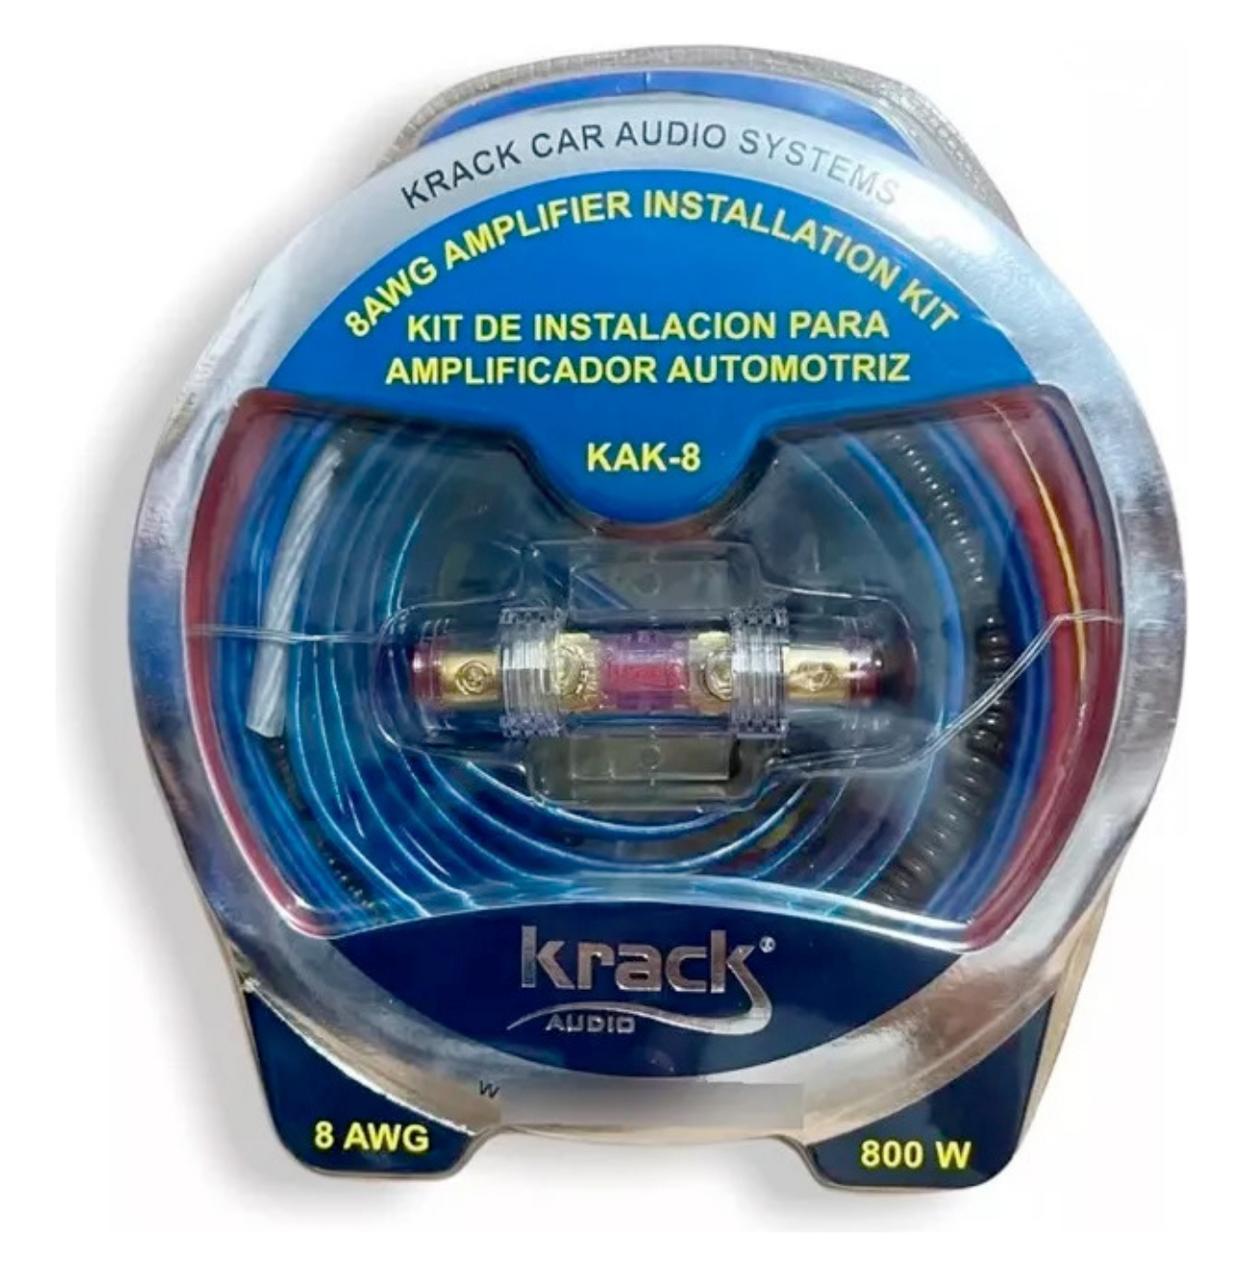 KRACK CAR AUDIO SYSTEMS
8AWG AMPLIFIER INSTALLATION KIT
KIT DE INSTALACION PARA
AMPLIFICADOR AUTOMOTRIZ
KAK-8
krack®
AUDIO
W
8 AWG
800 W